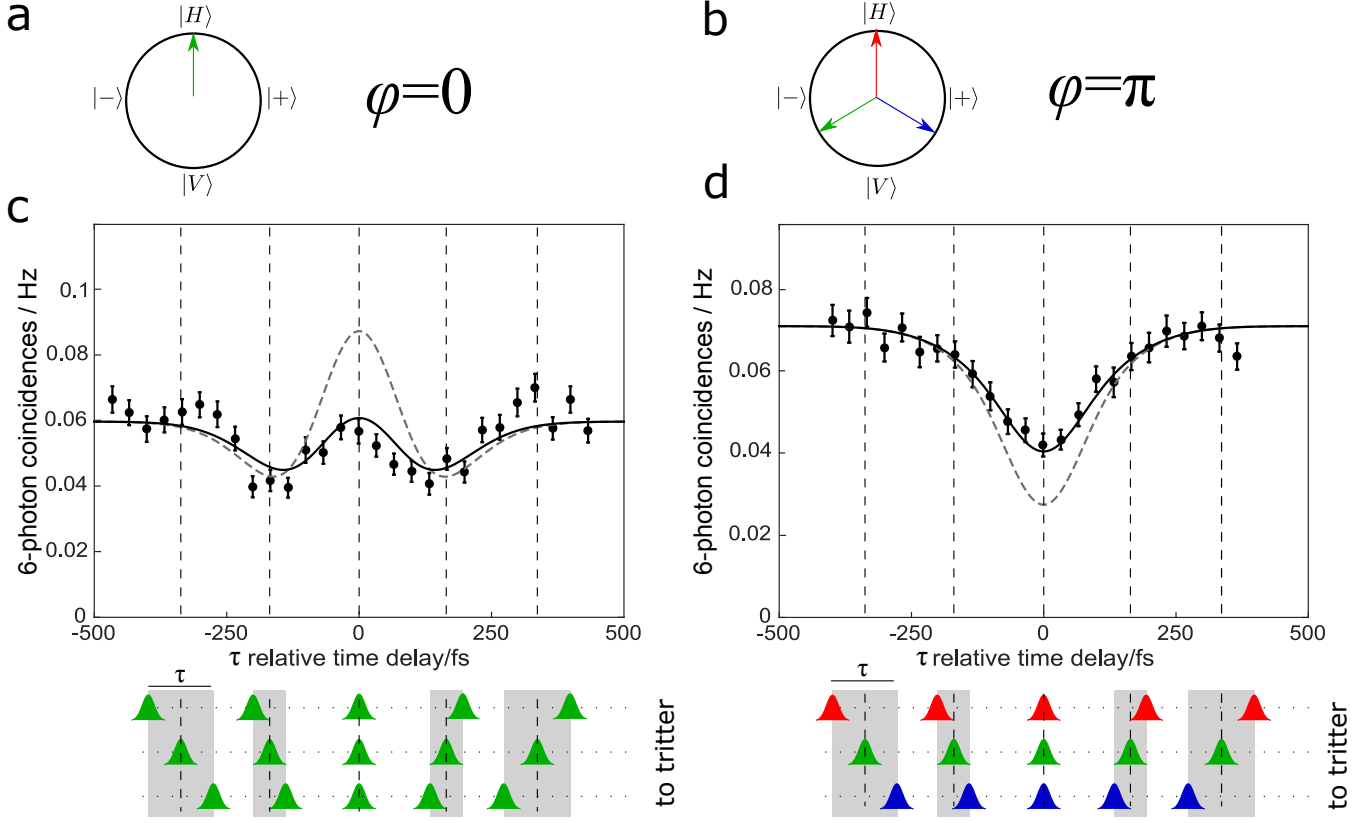 a
|H⟩
|−⟩
|+⟩
|V⟩
φ=0
b
|H⟩
|−⟩
|+⟩
|V⟩
φ=π
c
6-photon coincidences / Hz
0.1
0.08
0.06
0.04
0.02
0
-500
-250
0
250
500
τ relative time delay/fs
τ
to tritter
d
6-photon coincidences / Hz
0.08
0.06
0.04
0.02
0
-500
-250
0
250
500
τ relative time delay/fs
τ
to tritter